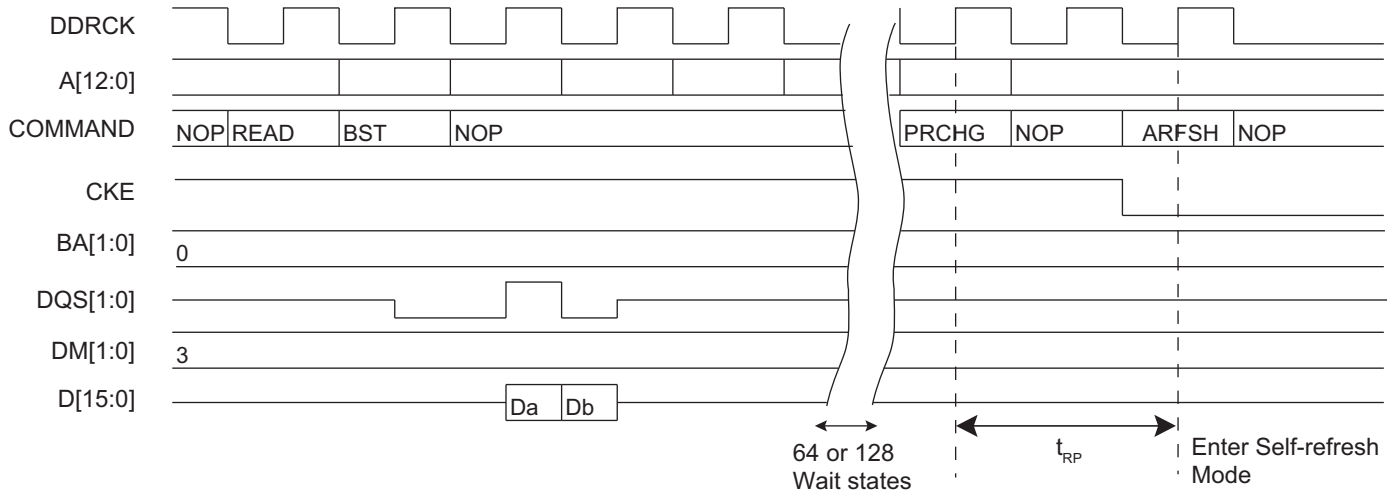 DDRCK
A[12:0]
COMMAND NOP READ BST NOP PRCHG NOP ARFSH NOP
CKE
BA[1:0] 0
DQS[1:0]
DM[1:0] 3
D[15:0] Da Db
64 or 128
Wait states
tRP
Enter Self-refresh
Mode